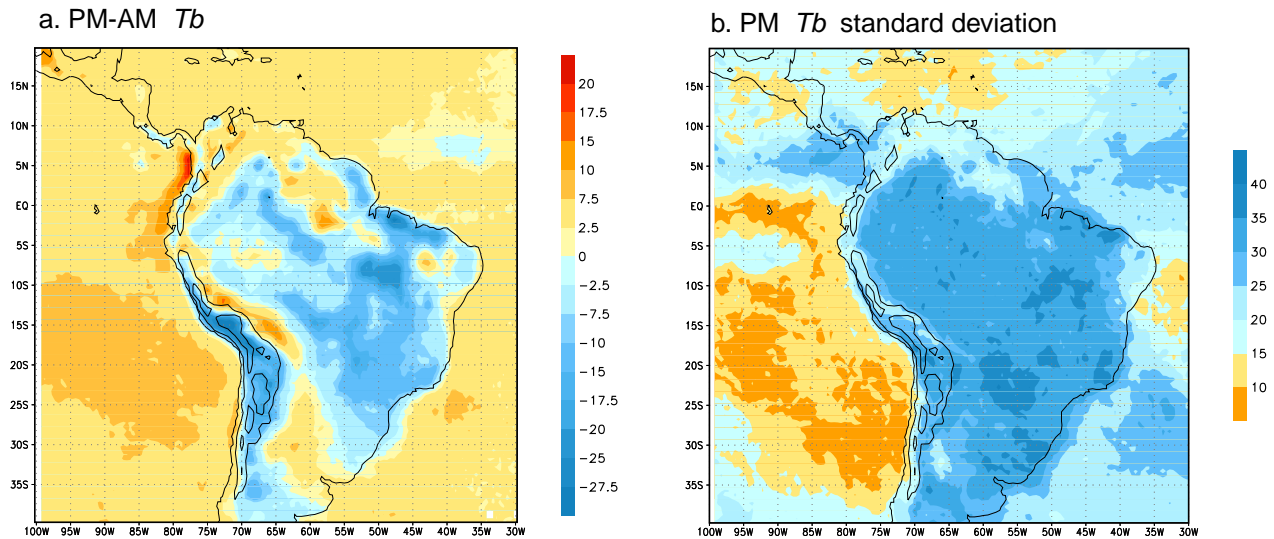 a. PM-AM Tb
b. PM Tb standard deviation
15N
10N
5N
EQ
5S
10S
15S
20S
25S
30S
35S
100W 95W 90W 85W 80W 75W 70W 65W 60W 55W 50W 45W 40W 35W 30W
20
17.5
15
10
7.5
2.5
0
−2.5
−7.5
−10
−15
−17.5
−20
−25
−27.5
15N
10N
5N
EQ
5S
10S
15S
20S
25S
30S
35S
100W 95W 90W 85W 80W 75W 70W 65W 60W 55W 50W 45W 40W 35W 30W
40
35
30
25
20
15
10